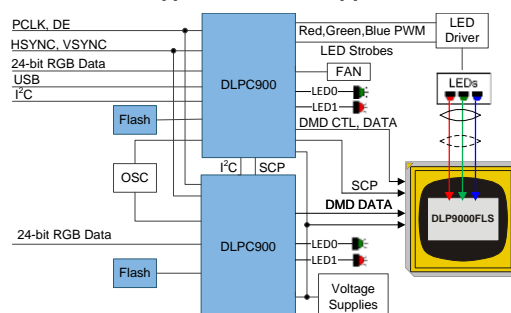 PCLK, DE
HSYNC, VSYNC
24-bit RGB Data
USB
I2C
Flash
OSC
DLPC900
Red,Green,Blue PWM
LED Strobes
FAN
LED0
LED1
DMD CTL, DATA
LED
Driver
LEDs
I2C
SCP
SCP
DMD DATA
DLP9000FLS
24-bit RGB Data
Flash
DLPC900
LED0
LED1
Voltage
Supplies